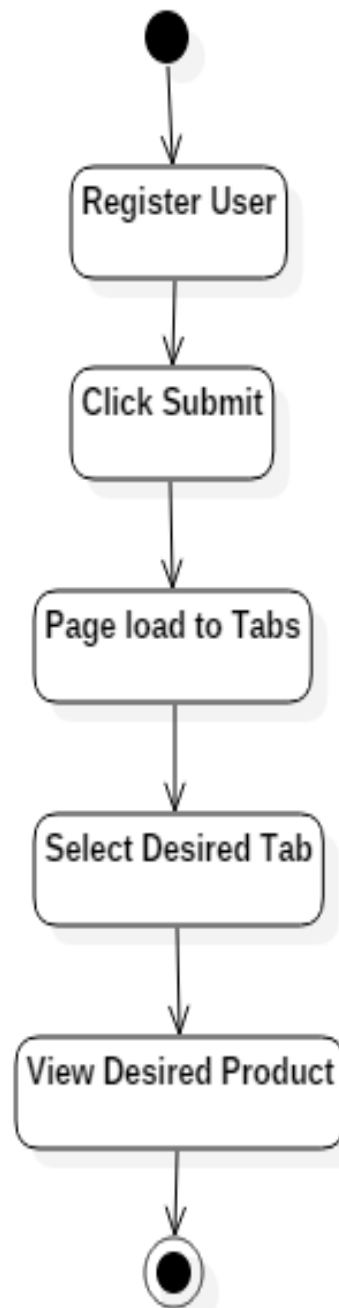 Register User
Click Submit
Page load to Tabs
Select Desired Tab
View Desired Product